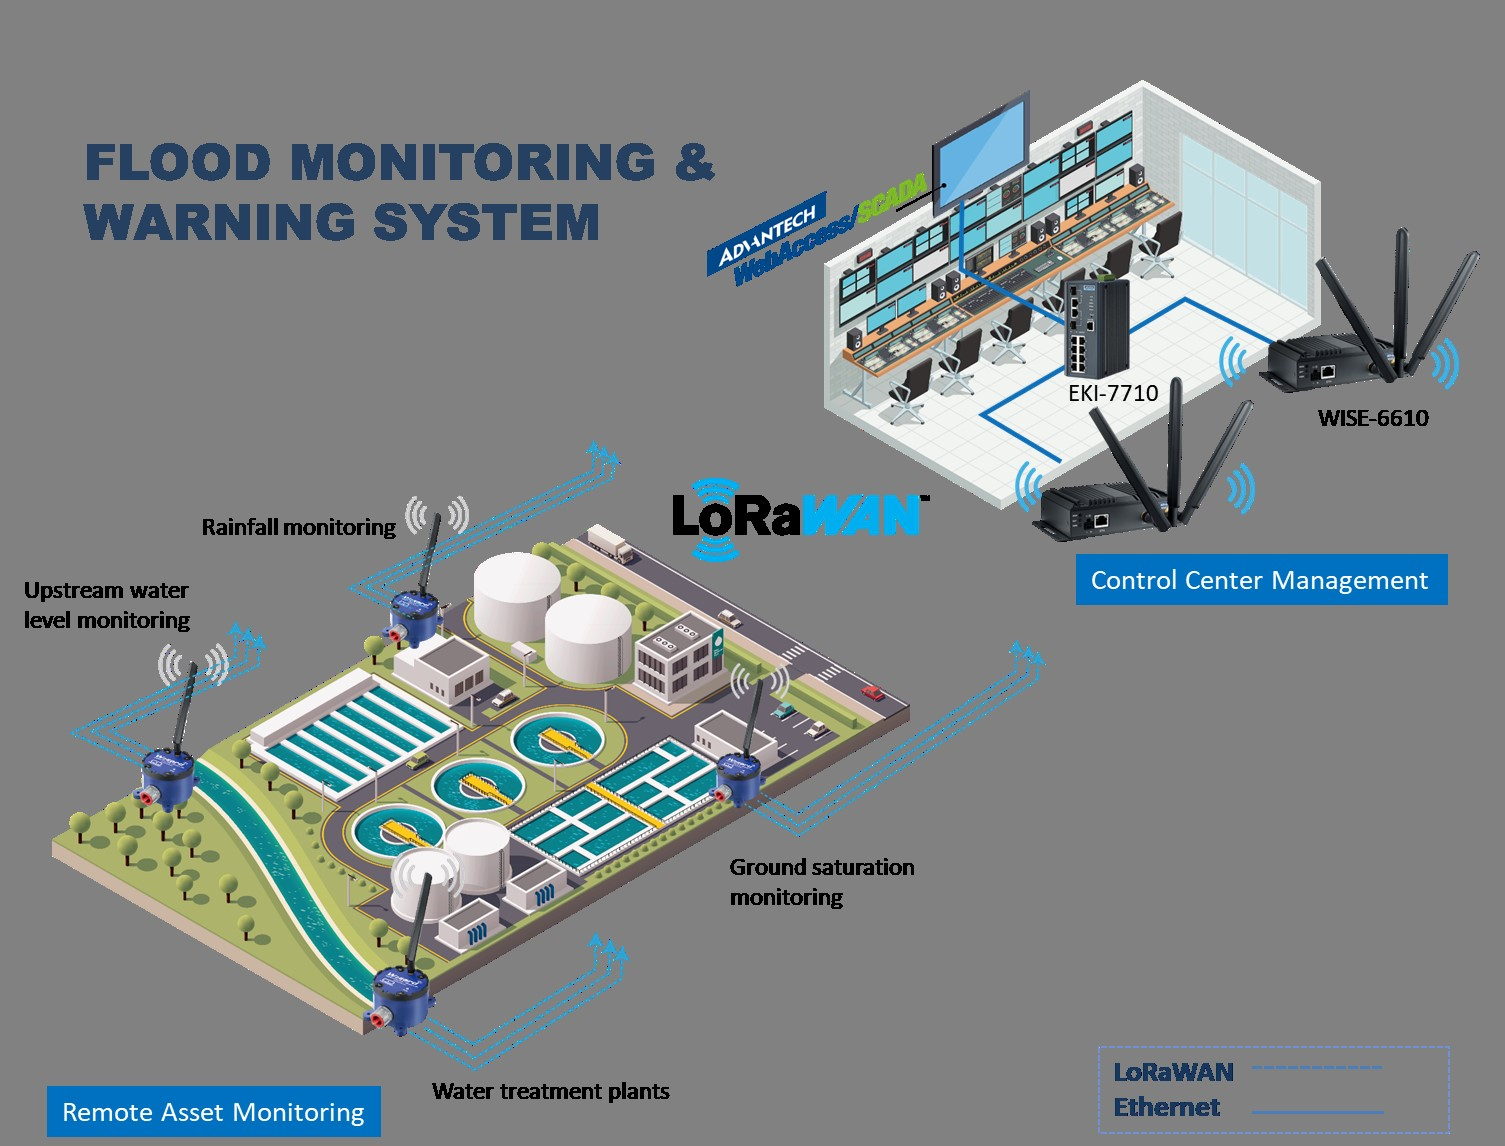 FLOOD MONITORING &
WARNING SYSTEM
ADVANTECH
WebAccess/SCADA
EKI-7710
WISE-6610
LoRaWAN™
Control Center Management
Rainfall monitoring
Upstream water
level monitoring
Ground saturation
monitoring
Water treatment plants
Remote Asset Monitoring
LoRaWAN
Ethernet